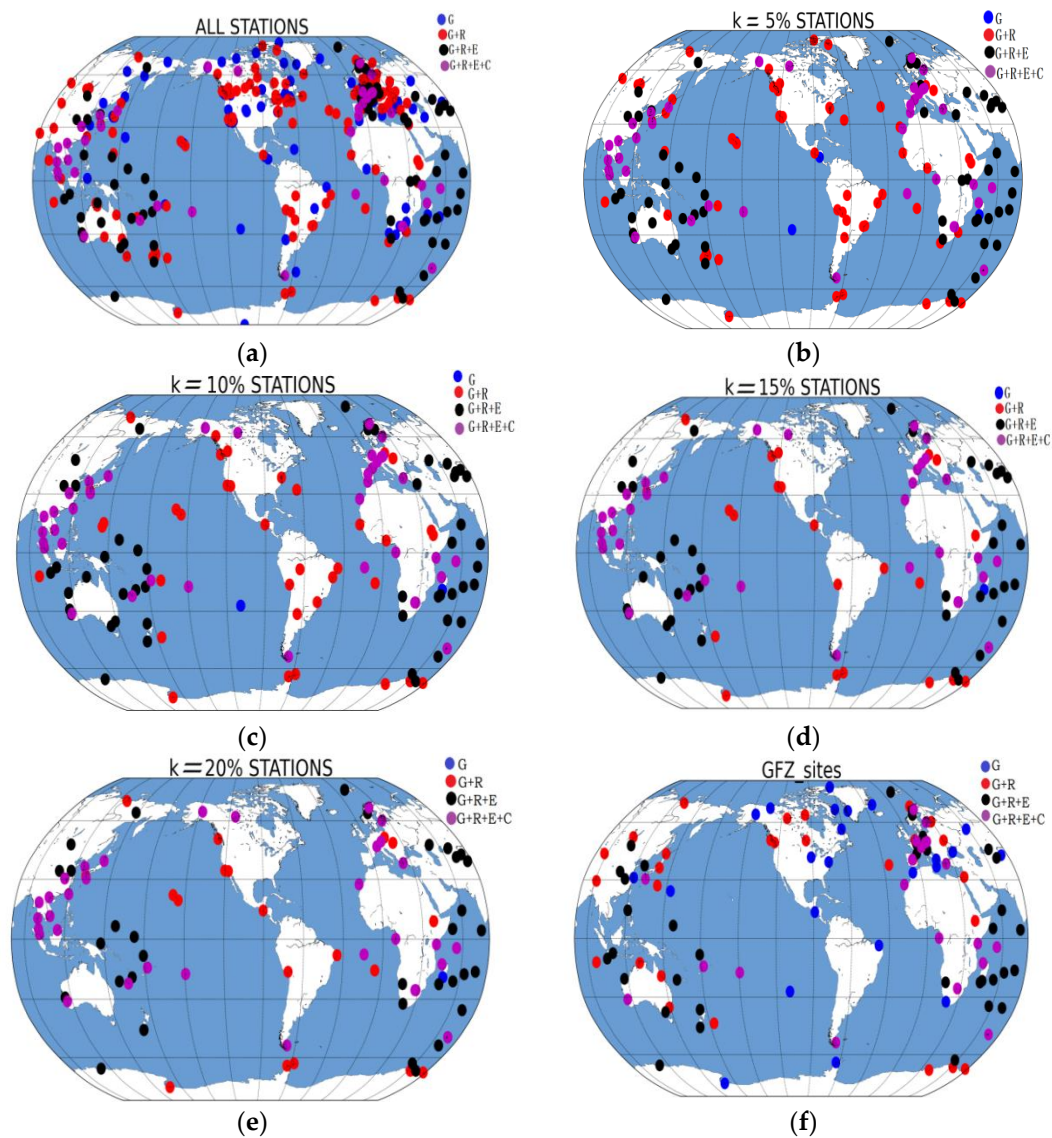 ALL STATIONS
G
G+R
G+R+E
G+R+E+C
(a)
k = 5% STATIONS
G
G+R
G+R+E
G+R+E+C
(b)
k = 10% STATIONS
G
G+R
G+R+E
G+R+E+C
(c)
k = 15% STATIONS
G
G+R
G+R+E
G+R+E+C
(d)
k = 20% STATIONS
G
G+R
G+R+E
G+R+E+C
(e)
GFZ_sites
G
G+R
G+R+E
G+R+E+C
(f)